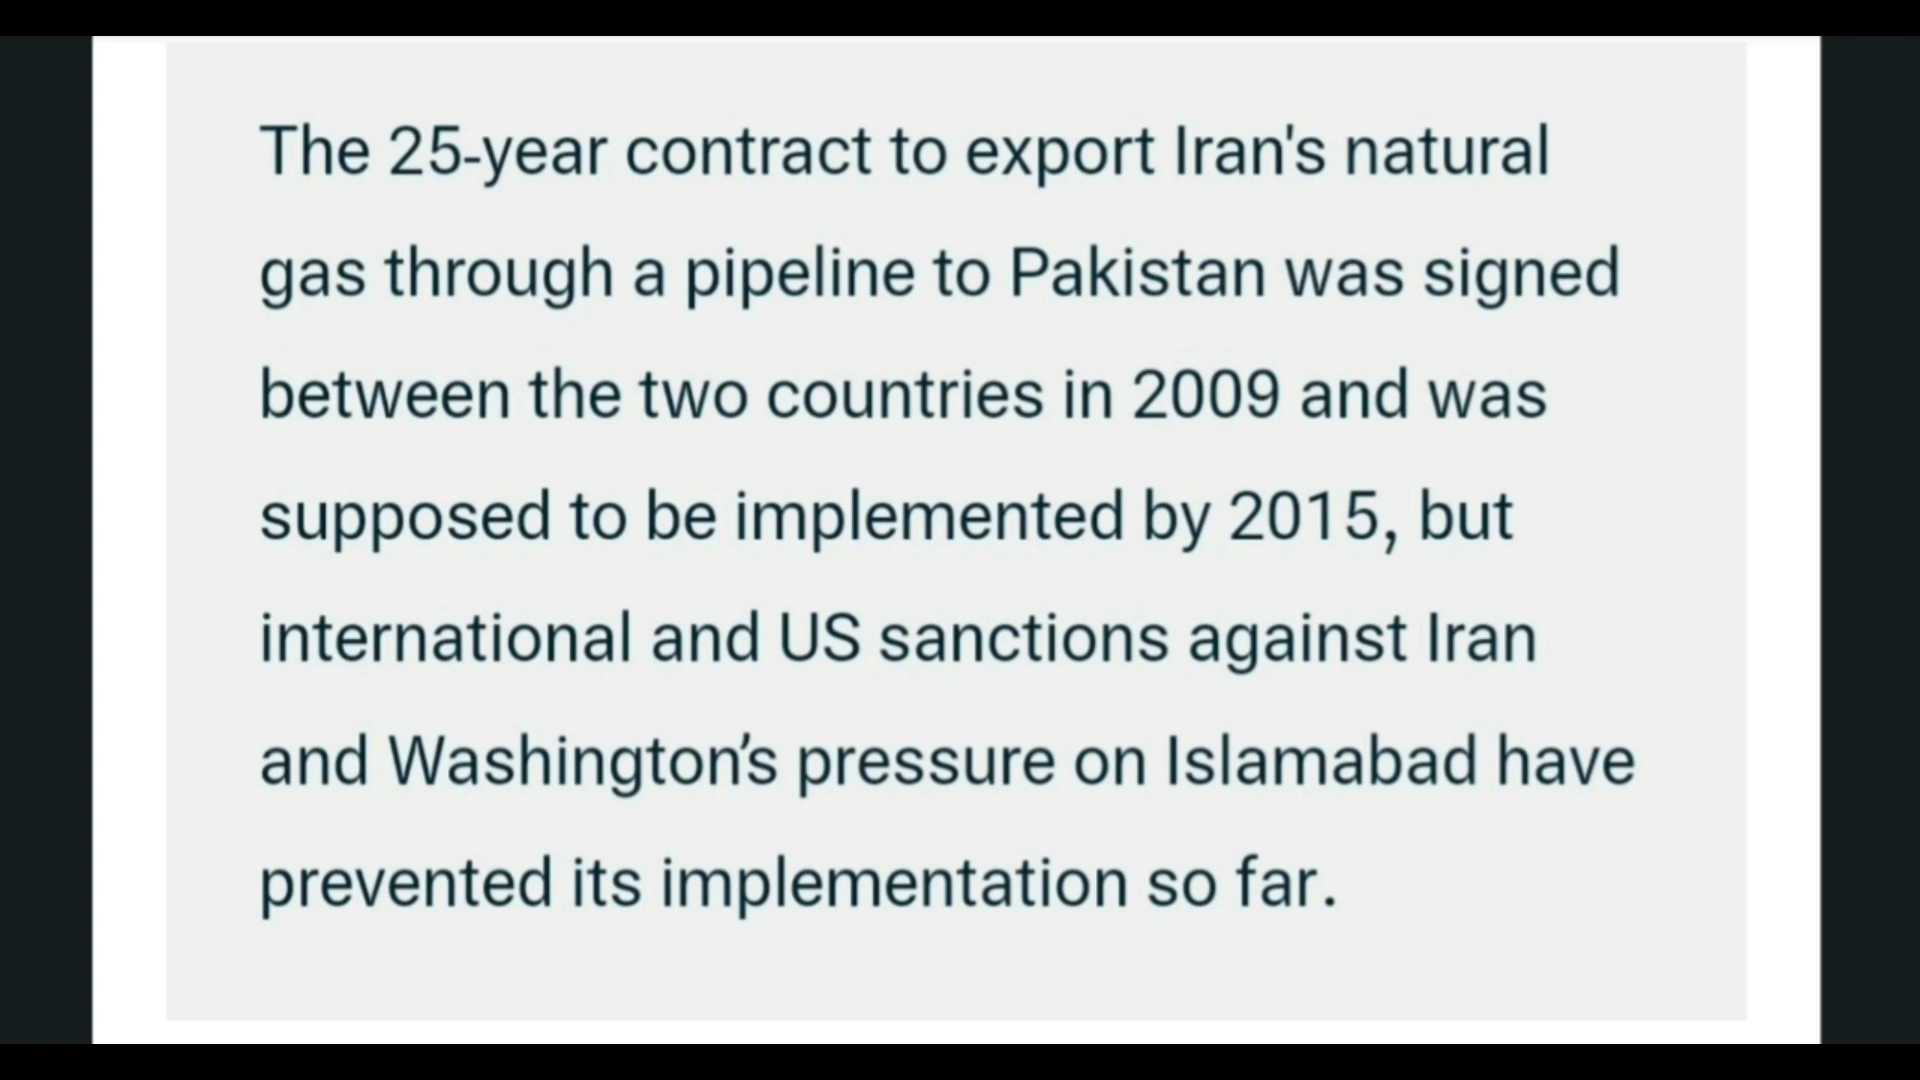 The 25-year contract to export Iran's natural
gas through a pipeline to Pakistan was signed
between the two countries in 2009 and was
supposed to be implemented by 2015, but
international and US sanctions against Iran
and Washington’s pressure on Islamabad have
prevented its implementation so far.